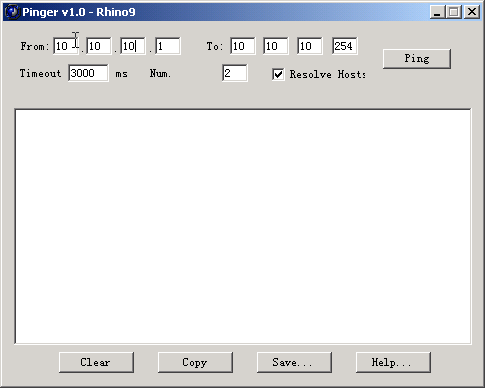 Pinger v1.0 - Rhino9
From: 10 . 10 . 10 . 1 To: 10 10 10 254
Ping
Timeout 3000 ms Num. 2 Resolve Hosts
Clear Copy Save... Help...